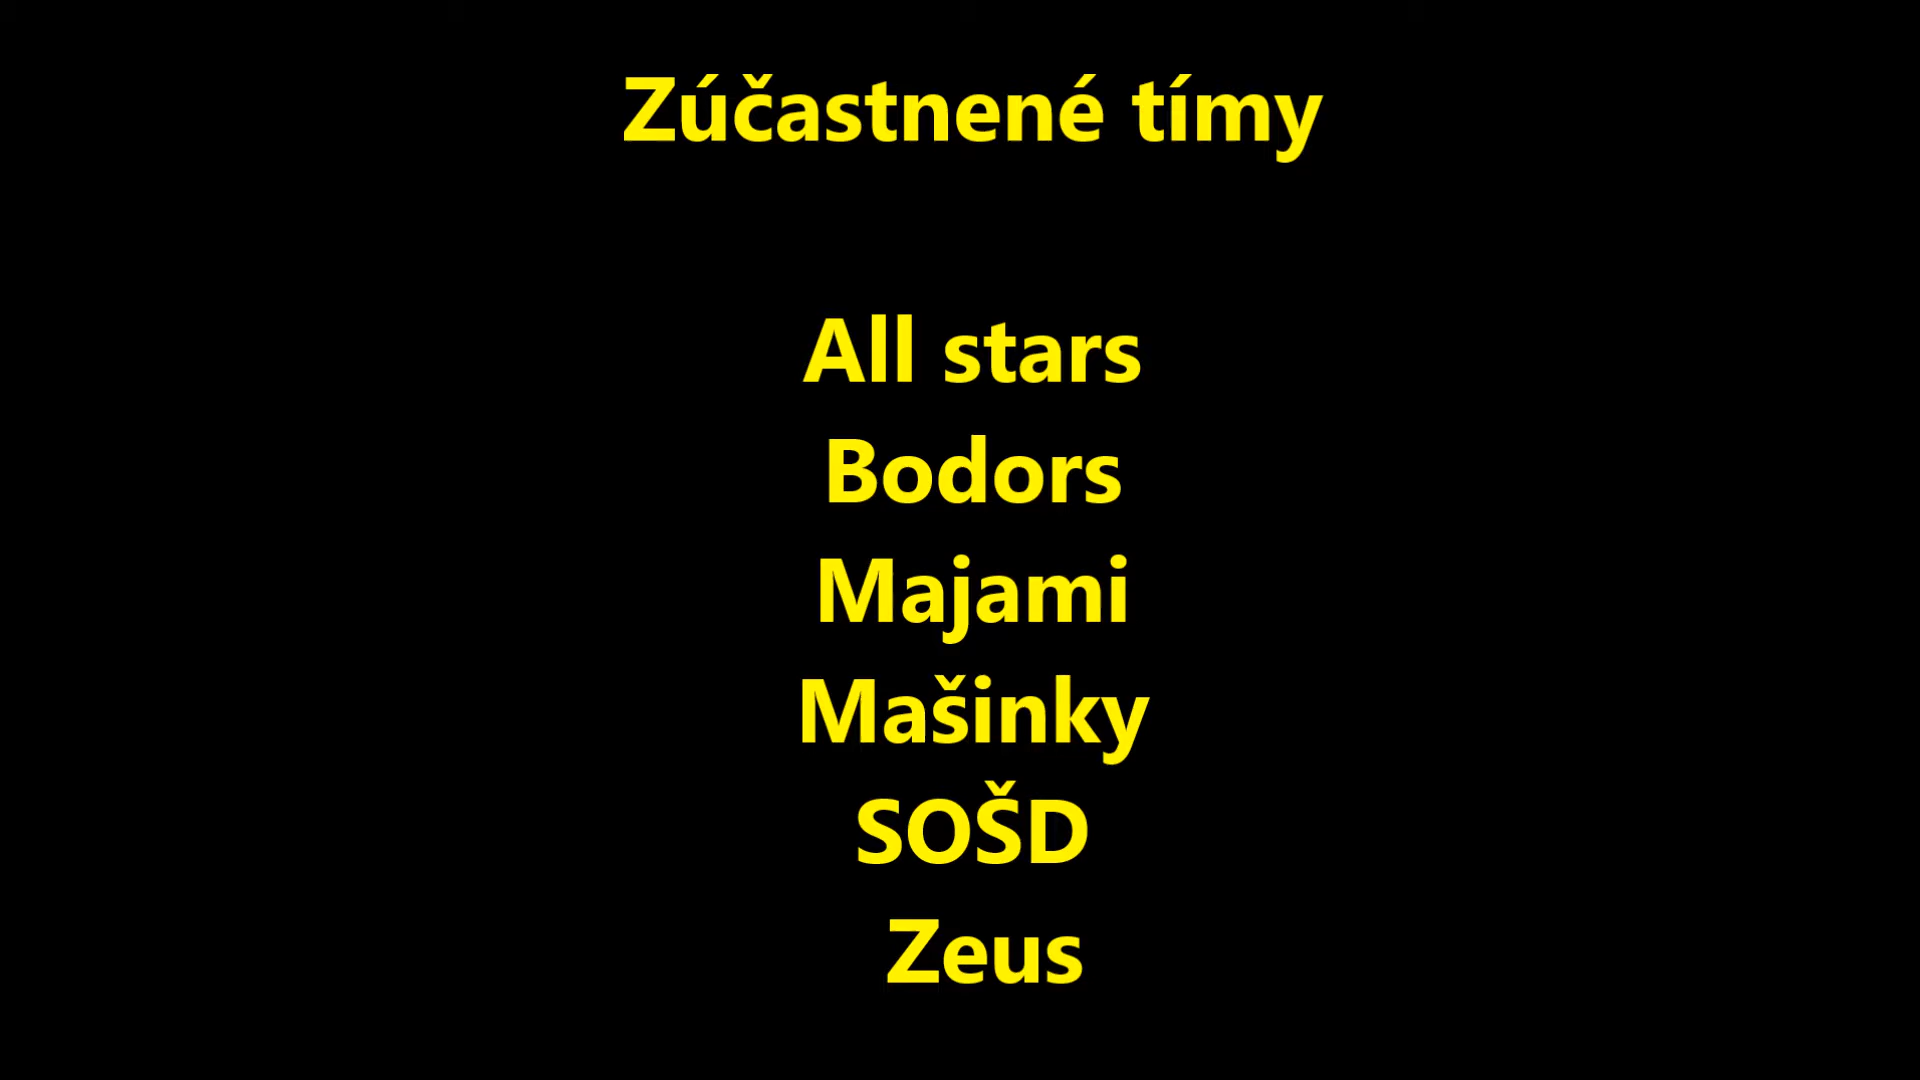 Zúčastnené tímy
All stars
Bodors
Majami
Mašinky
SOŠD
Zeus